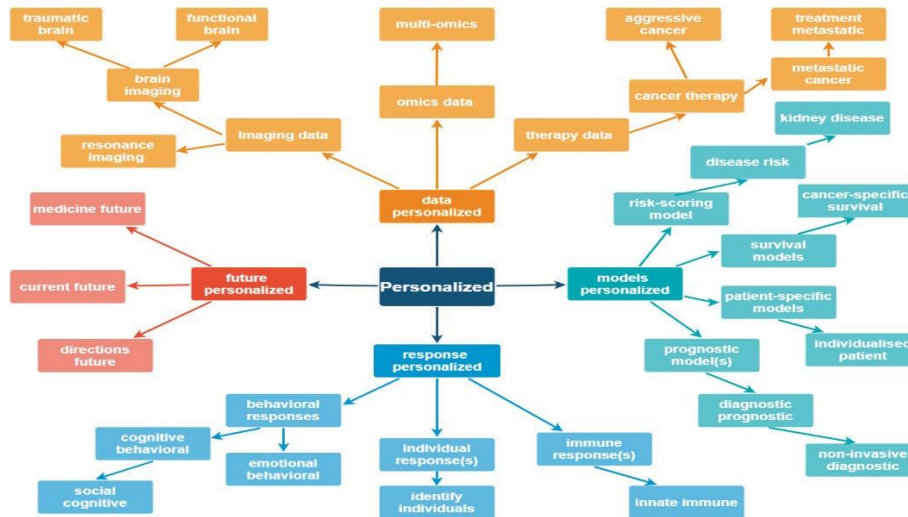 traumatic
brain
functional
brain
multi-omics
aggressive
cancer
treatment
metastatic
brain
imaging
omics data
cancer therapy
metastatic
cancer
resonance
imaging
Imaging data
therapy data
kidney disease
disease risk
data
personalized
risk-scoring
model
cancer-specific
survival
medicine future
survival
models
current future
future
personalized
Personalized
models
personalized
patient-specific
models
directions
future
response
personalized
prognostic
model(s)
individualised
patient
behavioral
responses
diagnostic
prognostic
cognitive
behavioral
emotional
behavioral
individual
response(s)
immune
response(s)
non-invasive
diagnostic
social
cognitive
identify
individuals
innate immune